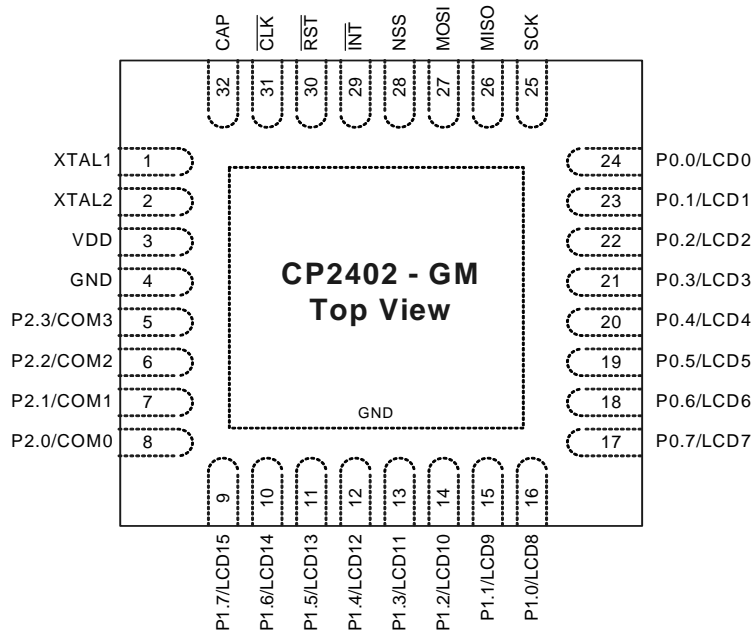 CAP
CLK
RST
INT
NSS
MOSI
MISO
SCK
32
31
30
29
28
27
26
25
XTAL1 1
XTAL2 2
VDD 3
GND 4
P2.3/COM3 5
P2.2/COM2 6
P2.1/COM1 7
P2.0/COM0 8
CP2402 - GM
Top View
GND
24 P0.0/LCD0
23 P0.1/LCD1
22 P0.2/LCD2
21 P0.3/LCD3
20 P0.4/LCD4
19 P0.5/LCD5
18 P0.6/LCD6
17 P0.7/LCD7
9
10
11
12
13
14
15
16
P1.7/LCD15
P1.6/LCD14
P1.5/LCD13
P1.4/LCD12
P1.3/LCD11
P1.2/LCD10
P1.1/LCD9
P1.0/LCD8